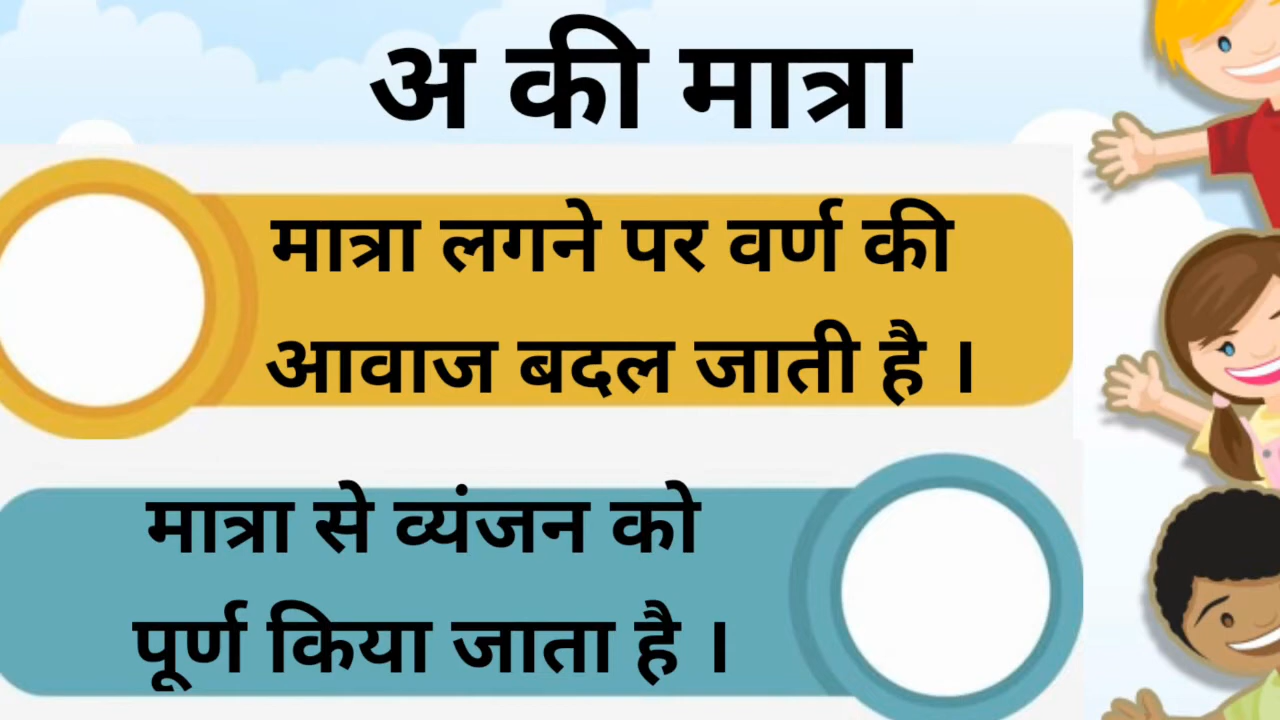 अ की मात्रा
मात्रा लगने पर वर्ण की
आवाज बदल जाती है ।
मात्रा से व्यंजन को
पूर्ण किया जाता है ।